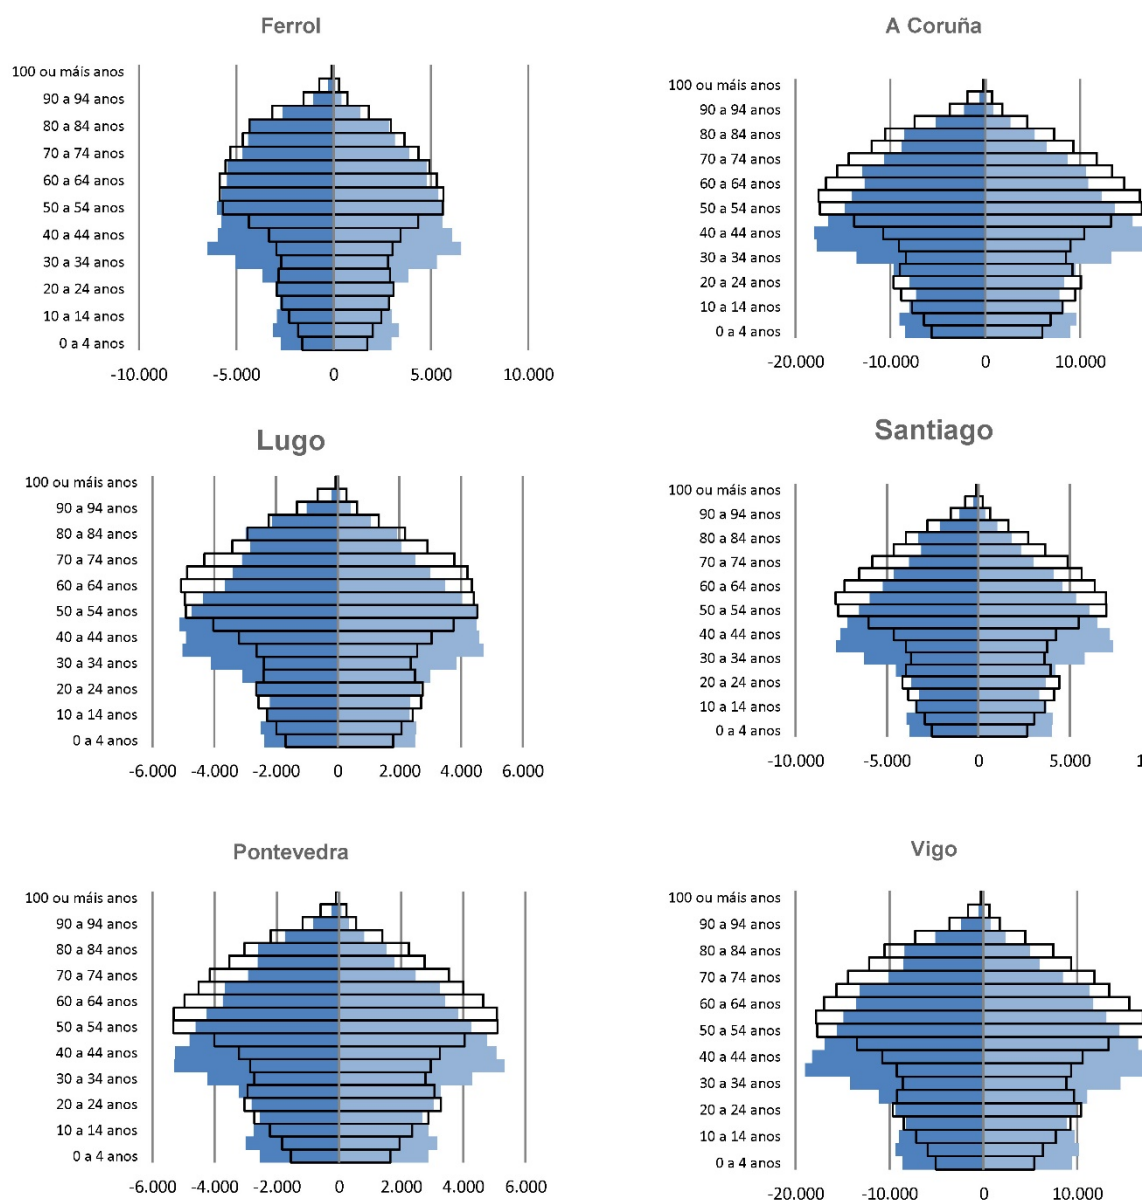 Ferrol
100 ou máis anos
90 a 94 anos
80 a 84 anos
70 a 74 anos
60 a 64 anos
50 a 54 anos
40 a 44 anos
30 a 34 anos
20 a 24 anos
10 a 14 anos
0 a 4 anos
-10.000 -5.000 0 5.000 10.000
A Coruña
100 ou máis anos
90 a 94 anos
80 a 84 anos
70 a 74 anos
60 a 64 anos
50 a 54 anos
40 a 44 anos
30 a 34 anos
20 a 24 anos
10 a 14 anos
0 a 4 anos
-20.000 -10.000 0 10.000
Lugo
100 ou máis anos
90 a 94 anos
80 a 84 anos
70 a 74 anos
60 a 64 anos
50 a 54 anos
40 a 44 anos
30 a 34 anos
20 a 24 anos
10 a 14 anos
0 a 4 anos
-6.000 -4.000 -2.000 0 2.000 4.000 6.000
Santiago
100 ou máis anos
90 a 94 anos
80 a 84 anos
70 a 74 anos
60 a 64 anos
50 a 54 anos
40 a 44 anos
30 a 34 anos
20 a 24 anos
10 a 14 anos
0 a 4 anos
-10.000 -5.000 0 5.000
Pontevedra
100 ou máis anos
90 a 94 anos
80 a 84 anos
70 a 74 anos
60 a 64 anos
50 a 54 anos
40 a 44 anos
30 a 34 anos
20 a 24 anos
10 a 14 anos
0 a 4 anos
-6.000 -4.000 -2.000 0 2.000 4.000 6.000
Vigo
100 ou máis anos
90 a 94 anos
80 a 84 anos
70 a 74 anos
60 a 64 anos
50 a 54 anos
40 a 44 anos
30 a 34 anos
20 a 24 anos
10 a 14 anos
0 a 4 anos
-20.000 -10.000 0 10.000